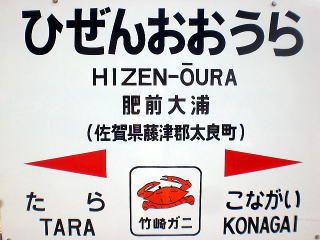 ひぜんおおうら
HIZEN-ŌURA
肥前大浦
(佐賀県藤津郡太良町)
たら
TARA
竹崎ガニ
こながい
KONAGAI